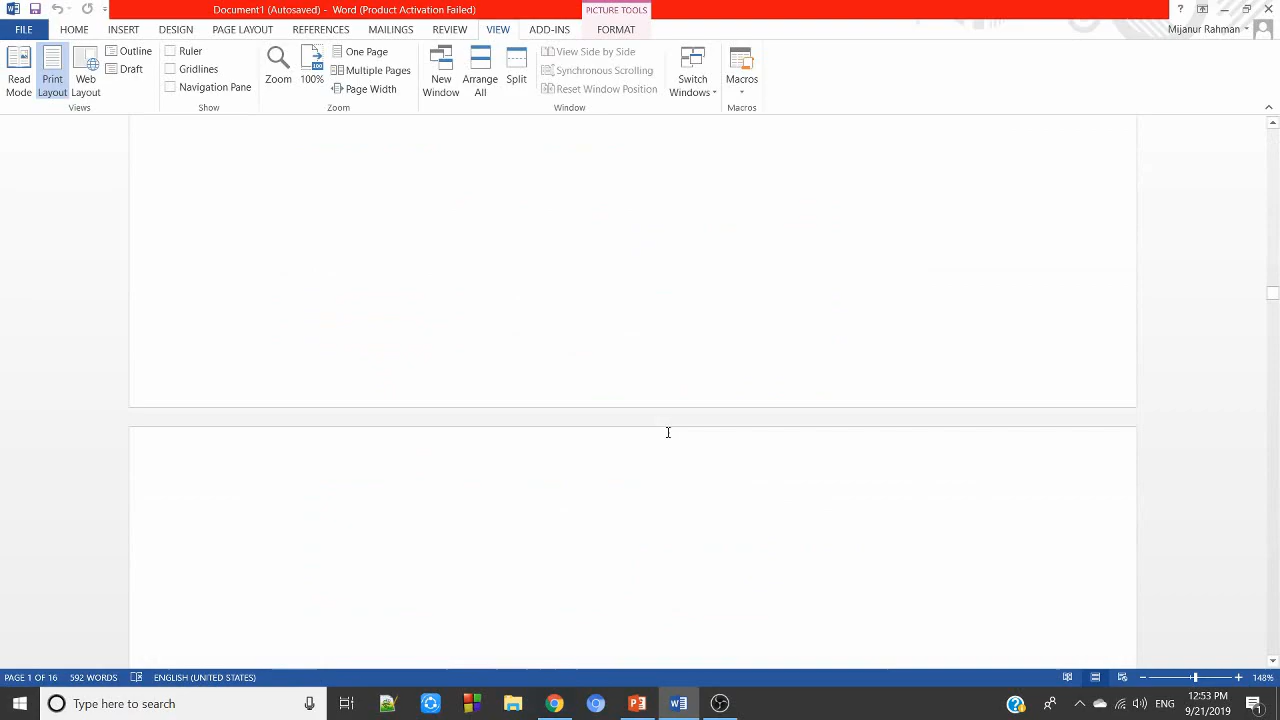 Document1 (Autosaved) - Word (Product Activation Failed)
PICTURE TOOLS
?
FILE
HOME
INSERT
DESIGN
PAGE LAYOUT
REFERENCES
MAILINGS
REVIEW
VIEW
ADD-INS
FORMAT
Mijanur Rahman
Read Mode
Print Layout
Web Layout
Outline
Draft
Views
Ruler
Gridlines
Navigation Pane
Show
Zoom
100
100%
One Page
Multiple Pages
Page Width
Zoom
New Window
Arrange All
Split
View Side by Side
Synchronous Scrolling
Reset Window Position
Window
Switch Windows
Macros
Macros
PAGE 1 OF 16
592 WORDS
ENGLISH (UNITED STATES)
148%
Type here to search
ENG
12:53 PM
9/21/2019
1